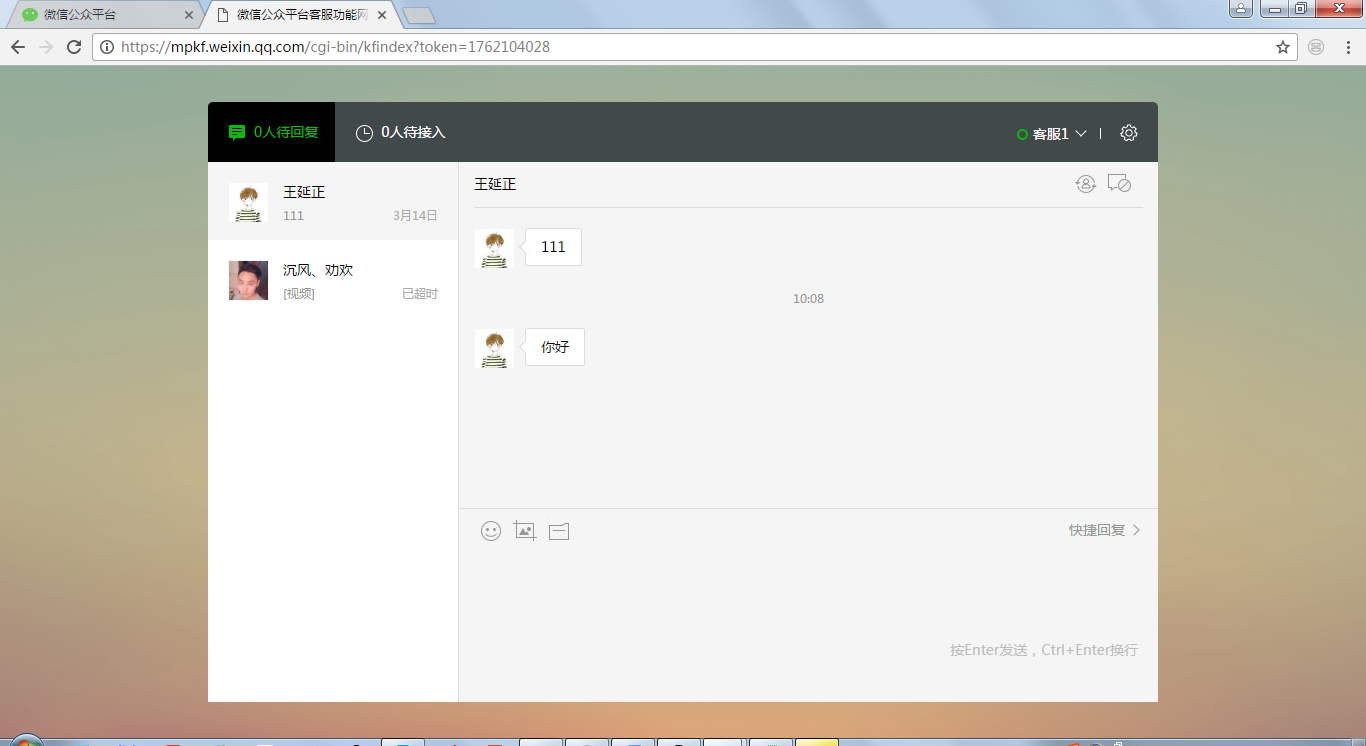 微信公众平台
微信公众平台客服功能网
https://mpkf.weixin.qq.com/cgi-bin/kfindex?token=1762104028
0人待回复
0人待接入
客服1
王延正
111
3月14日
沉风、劝欢
[视频]
已超时
王延正
111
10:08
你好
快捷回复
按Enter发送，Ctrl+Enter换行